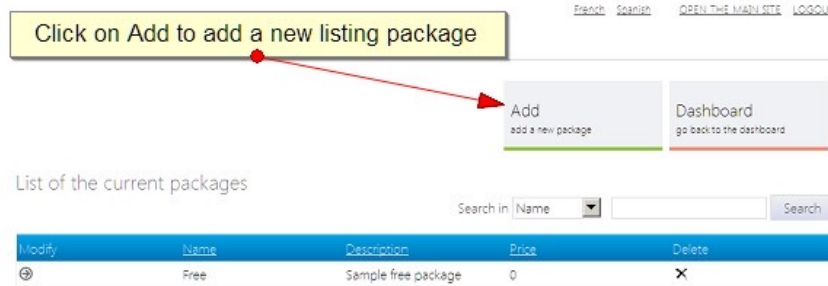 French Spanish OPEN THE MAIN SITE LOGOU
Click on Add to add a new listing package
Add Dashboard
add a new package go back to the dashboard
List of the current packages
Search in Name Search
Modify Name Description Price Delete
Free Sample free package 0